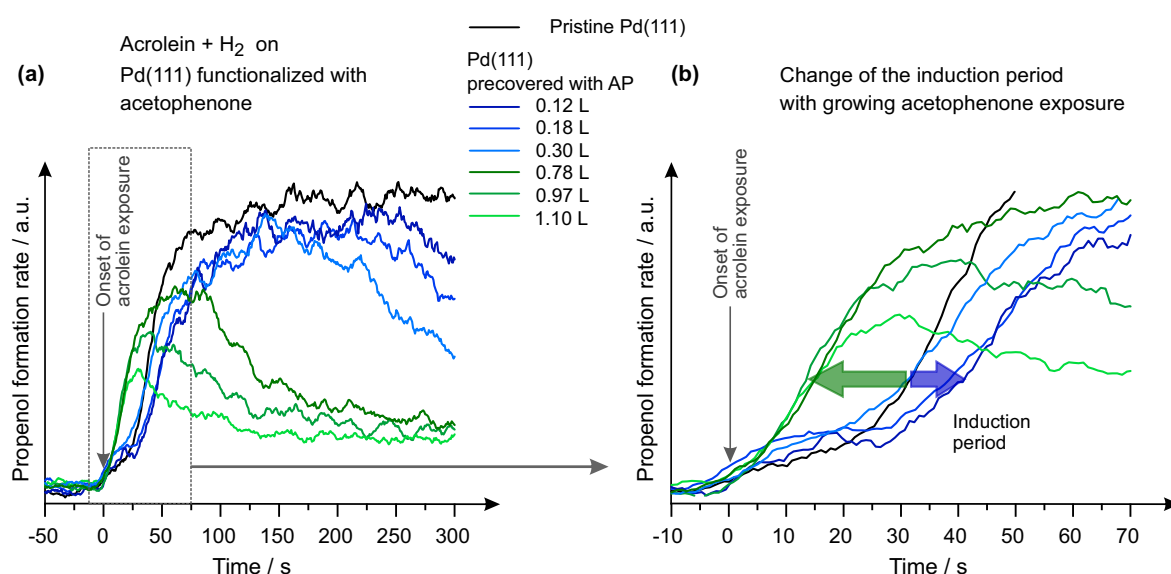 (a)
Acrolein + H2 on
Pd(111) functionalized with
acetophenone
Pristine Pd(111)
Pd(111)
precovered with AP
0.12 L
0.18 L
0.30 L
0.78 L
0.97 L
1.10 L
(b)
Change of the induction period
with growing acetophenone exposure
Propenol formation rate / a.u.
Onset of
acrolein exposure
-50 0 50 100 150 200 250 300
Time / s
Propenol formation rate / a.u.
Onset of
acrolein exposure
Induction
period
-10 0 10 20 30 40 50 60 70
Time / s